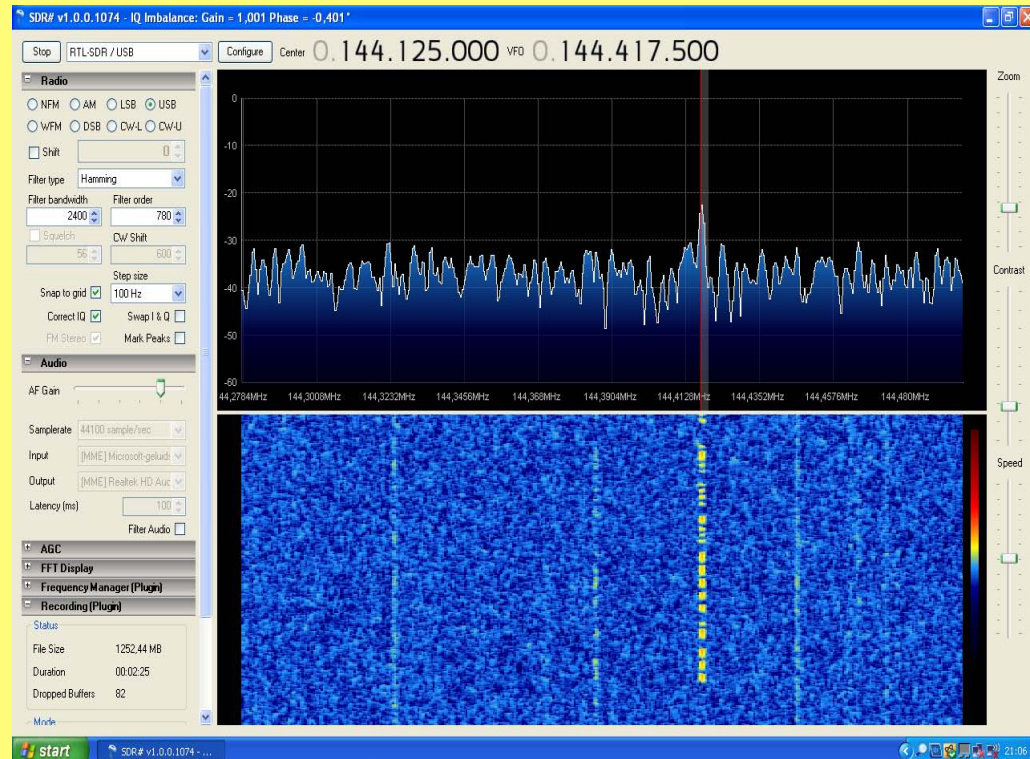 SDR# v1.0.0.1074 - IQ Imbalance: Gain = 1,001 Phase = -0,401°
Stop RTL-SDR / USB Configure Center 0.144.125.000 VFO 0.144.417.500
Zoom
Radio
NFM AM LSB USB
WFM DSB CW-L CW-U
Shift 0
Filter type Hamming
Filter bandwidth Filter order
2400 780
Squelch CW Shift
56 600
Step size
Snap to grid 100 Hz
Correct IQ Swap I & Q
FM Stereo Mark Peaks
Audio
AF Gain
Samplerate 44100 sample/sec
Input [MME] Microsoft-geluids
Output [MME] Realtek HD Auc
Latency (ms) 100
Filter Audio
AGC
FFT Display
Frequency Manager (Plugin)
Recording (Plugin)
Status
File Size 1252,44 MB
Duration 00:02:25
Dropped Buffers 82
Mode
0
-10
-20
-30
-40
-50
-60
44,2784MHz 144,3008MHz 144,3232MHz 144,3456MHz 144,368MHz 144,3904MHz 144,4128MHz 144,4352MHz 144,4576MHz 144,480MHz
Contrast
Speed
start SDR# v1.0.0.1074 - ... 21:06